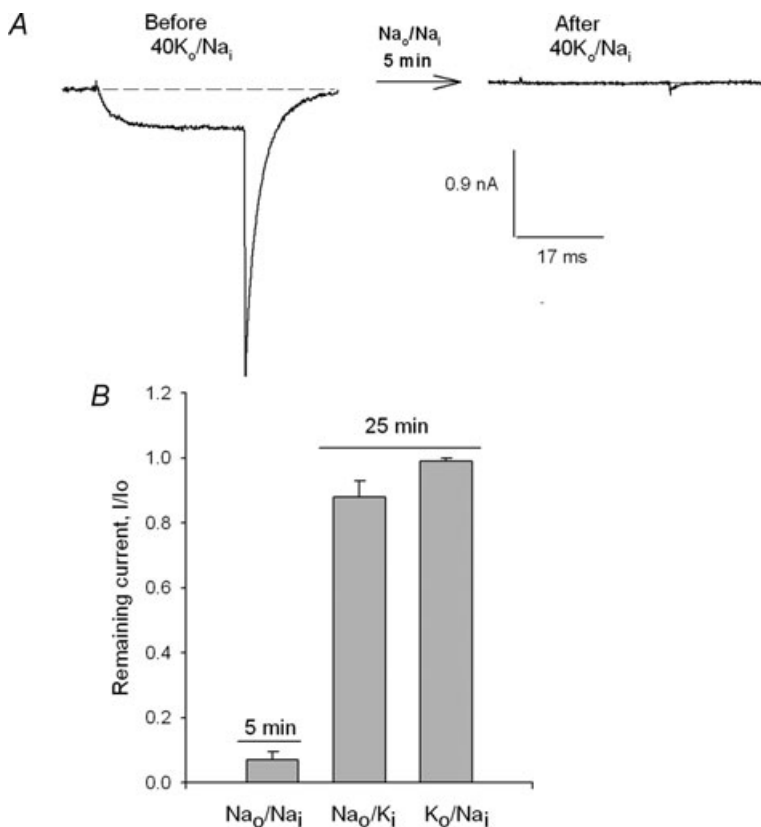 A
Before
40Ko/Nai
Nao/Nai
5 min
After
40Ko/Nai
0.9 nA
17 ms
B
Remaining current, I/Io
1.2
1.0
0.8
0.6
0.4
0.2
0.0
25 min
5 min
Nao/Nai
Nao/Ki
Ko/Nai